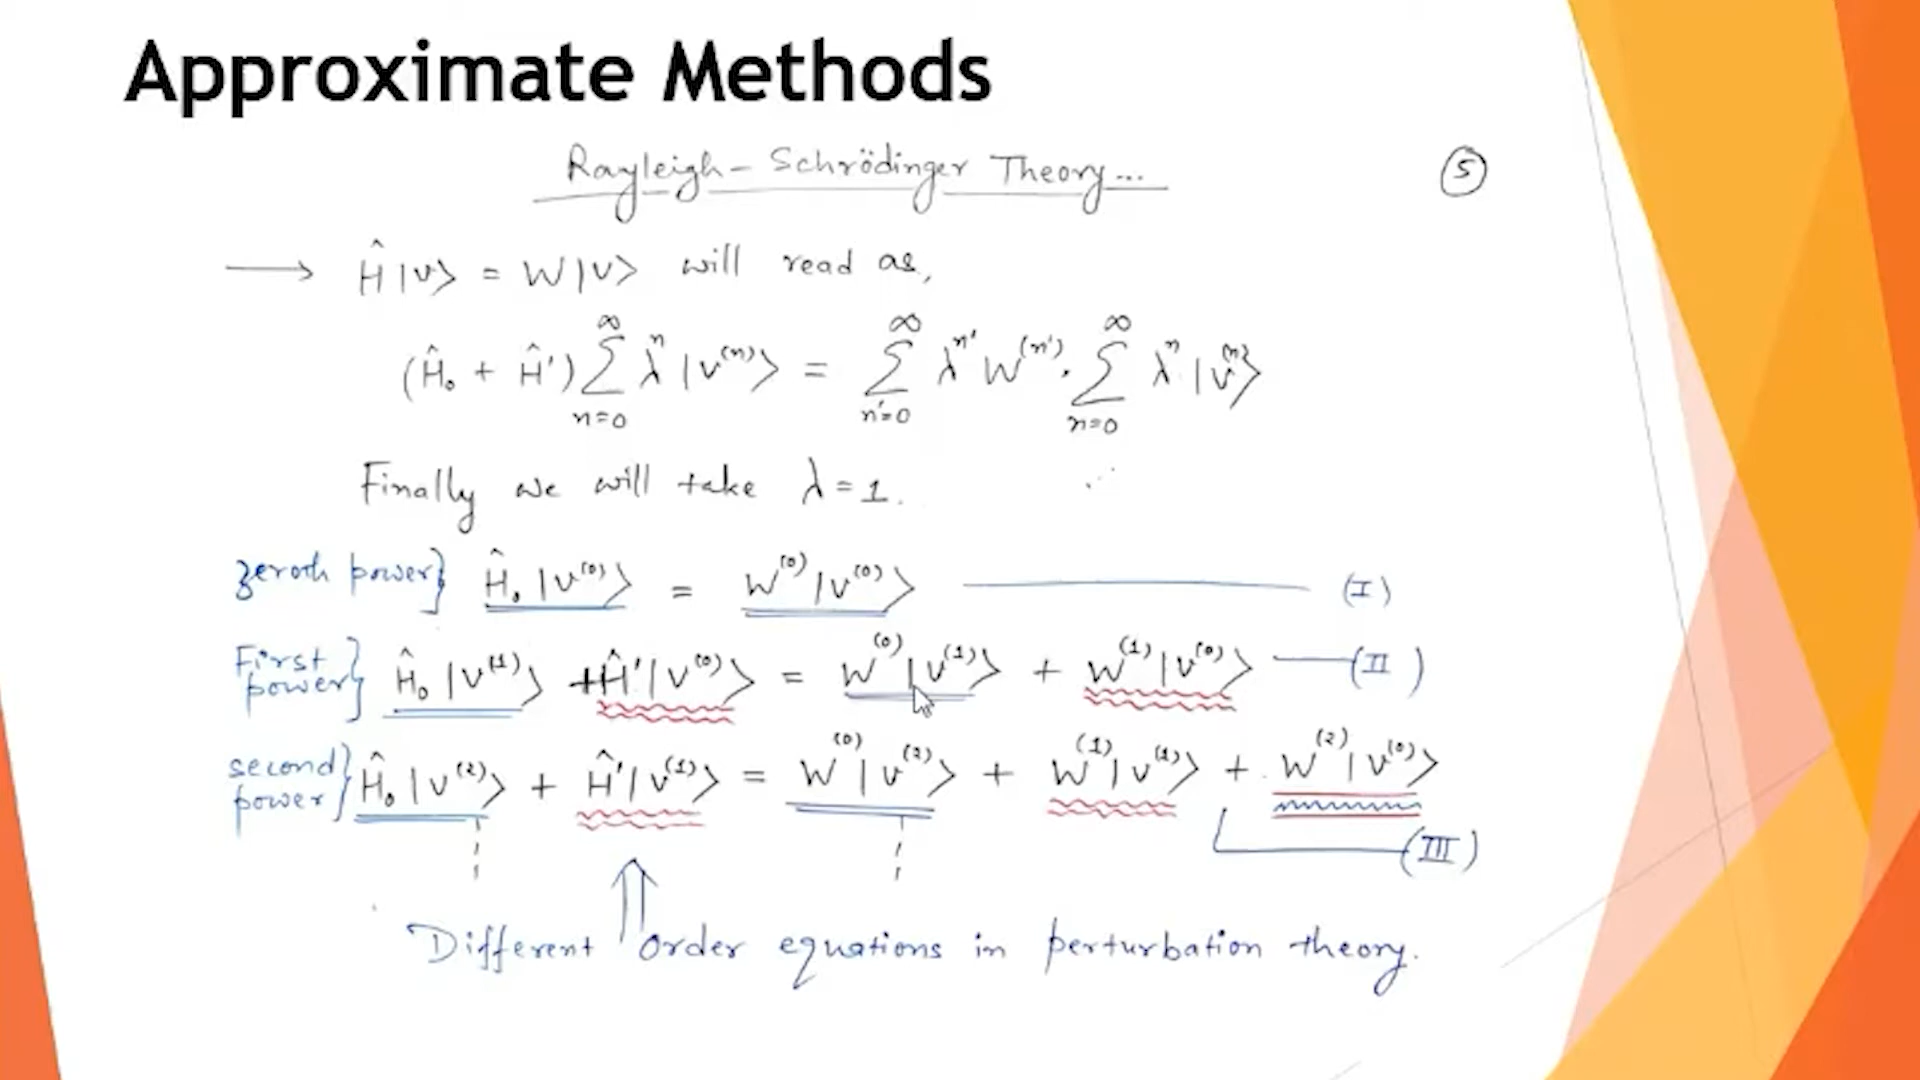 Approximate Methods
Rayleigh - Schrödinger Theory...
(5)
→ Ĥ |v⟩ = W |v⟩ will read as,
(Ĥ₀ + Ĥ') ∑_{n=0}^{∞} λⁿ |v⁽ⁿ⁾⟩ = ∑_{n'=0}^{∞} λ^{n'} W^{(n')} . ∑_{n=0}^{∞} λⁿ |v⁽ⁿ⁾⟩
Finally we will take λ = 1.
zeroth power} Ĥ₀ |v⁽⁰⁾⟩ = W⁽⁰⁾ |v⁽⁰⁾⟩ — (I)
First power} Ĥ₀ |v⁽¹⁾⟩ + Ĥ' |v⁽⁰⁾⟩ = W⁽⁰⁾ |v⁽¹⁾⟩ + W⁽¹⁾ |v⁽⁰⁾⟩ — (II)
second power} Ĥ₀ |v⁽²⁾⟩ + Ĥ' |v⁽¹⁾⟩ = W⁽⁰⁾ |v⁽²⁾⟩ + W⁽¹⁾ |v⁽¹⁾⟩ + W⁽²⁾ |v⁽⁰⁾⟩
(III)
Different order equations in perturbation theory.